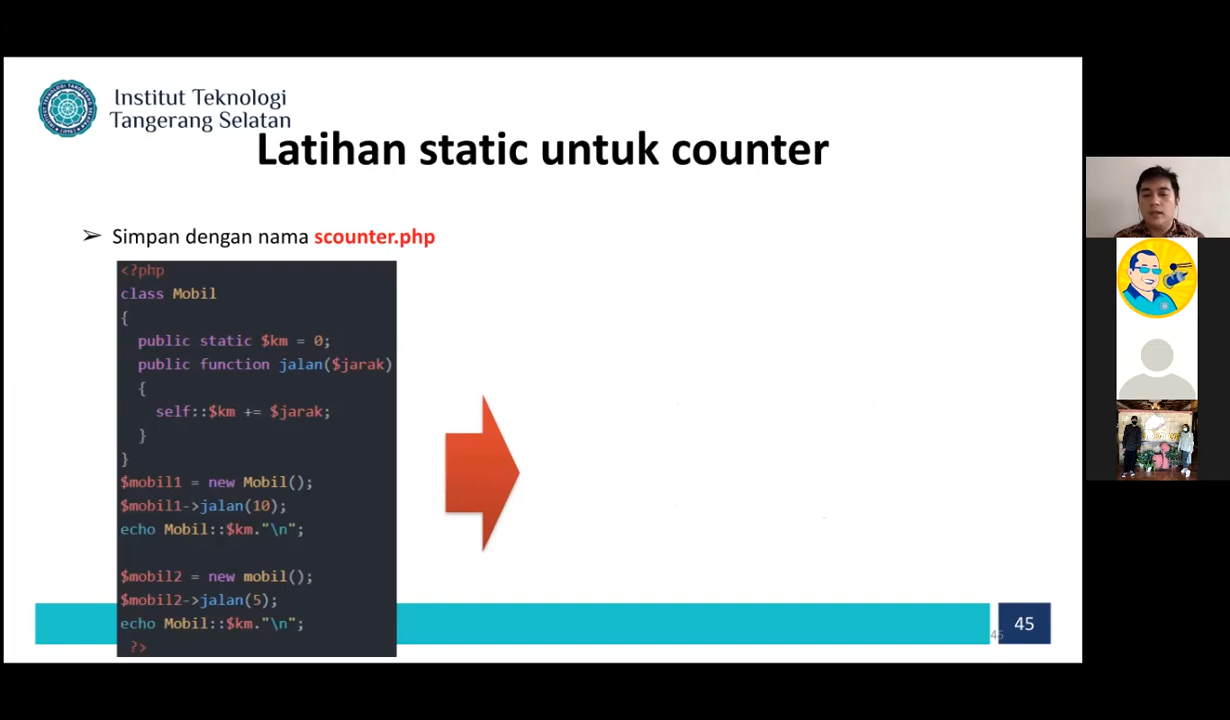 Institut Teknologi
Tangerang Selatan
Latihan static untuk counter
➢ Simpan dengan nama scounter.php
<?php
class Mobil
{
public static $km = 0;
public function jalan($jarak)
{
self::$km += $jarak;
}
}
$mobil1 = new Mobil();
$mobil1->jalan(10);
echo Mobil::$km."\n";
$mobil2 = new mobil();
$mobil2->jalan(5);
echo Mobil::$km."\n";
?>
45
45